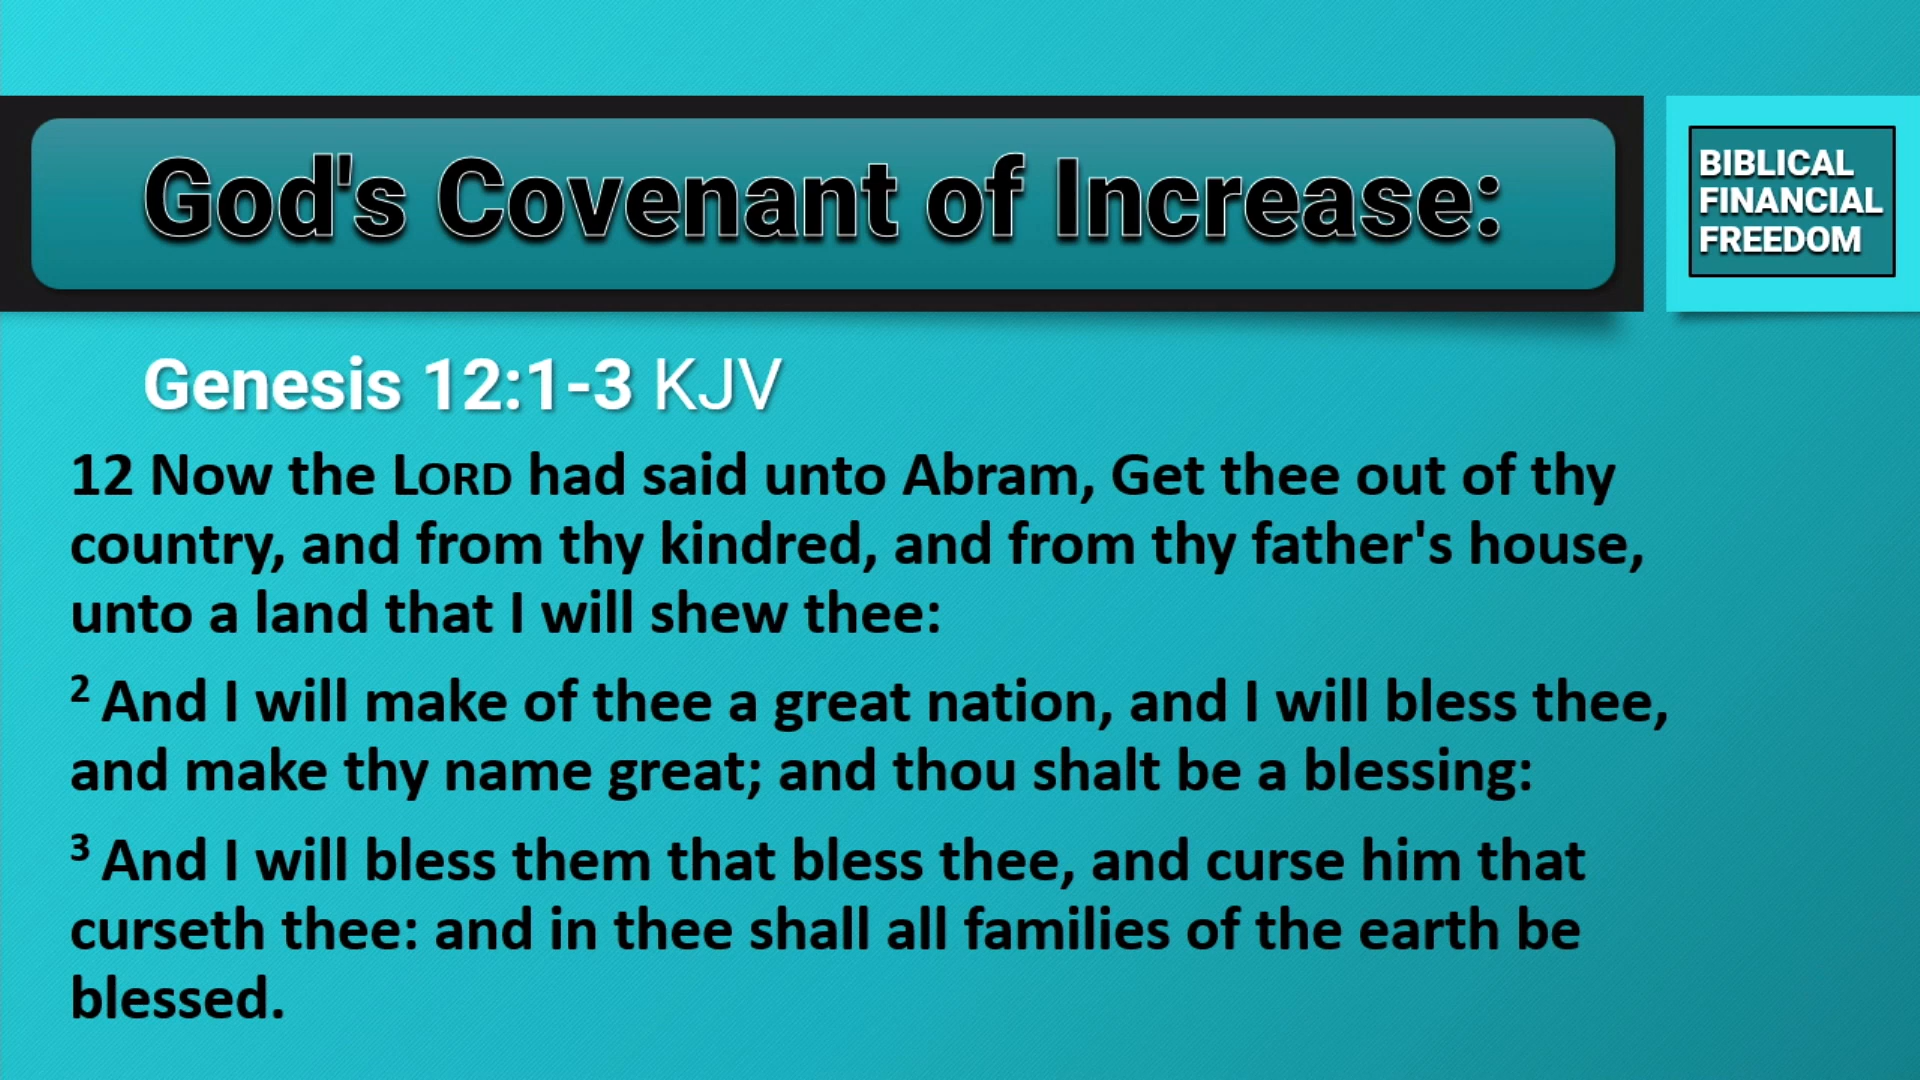 God's Covenant of Increase:
BIBLICAL
FINANCIAL
FREEDOM
Genesis 12:1-3 KJV
12 Now the LORD had said unto Abram, Get thee out of thy
country, and from thy kindred, and from thy father's house,
unto a land that I will shew thee:
2 And I will make of thee a great nation, and I will bless thee,
and make thy name great; and thou shalt be a blessing:
3 And I will bless them that bless thee, and curse him that
curseth thee: and in thee shall all families of the earth be
blessed.